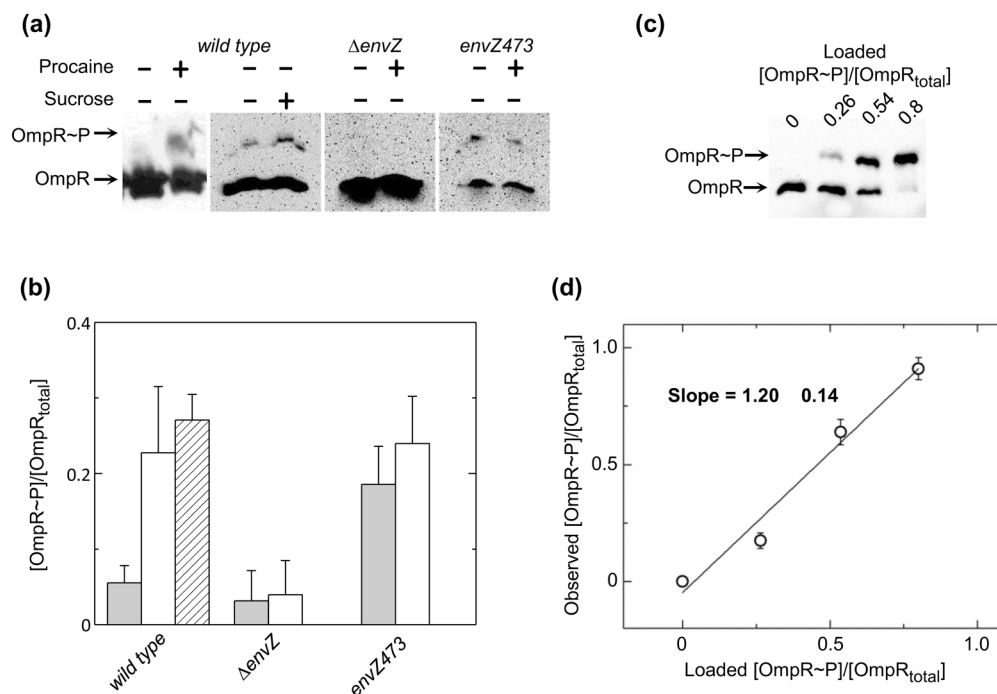 (a)
wild type ΔenvZ envZ473
Procaine − + − − − + − +
Sucrose − − − + − − − −
OmpR~P
OmpR
(c)
Loaded
[OmpR~P]/[OmpRtotal]
0 0.26 0.54 0.8
OmpR~P
OmpR
(b)
0.4
0.2
0
[OmpR~P]/[OmpRtotal]
wild type ΔenvZ envZ473
(d)
1.0
0.5
0
Observed [OmpR~P]/[OmpRtotal]
Slope = 1.20 0.14
0 0.5 1.0
Loaded [OmpR~P]/[OmpRtotal]